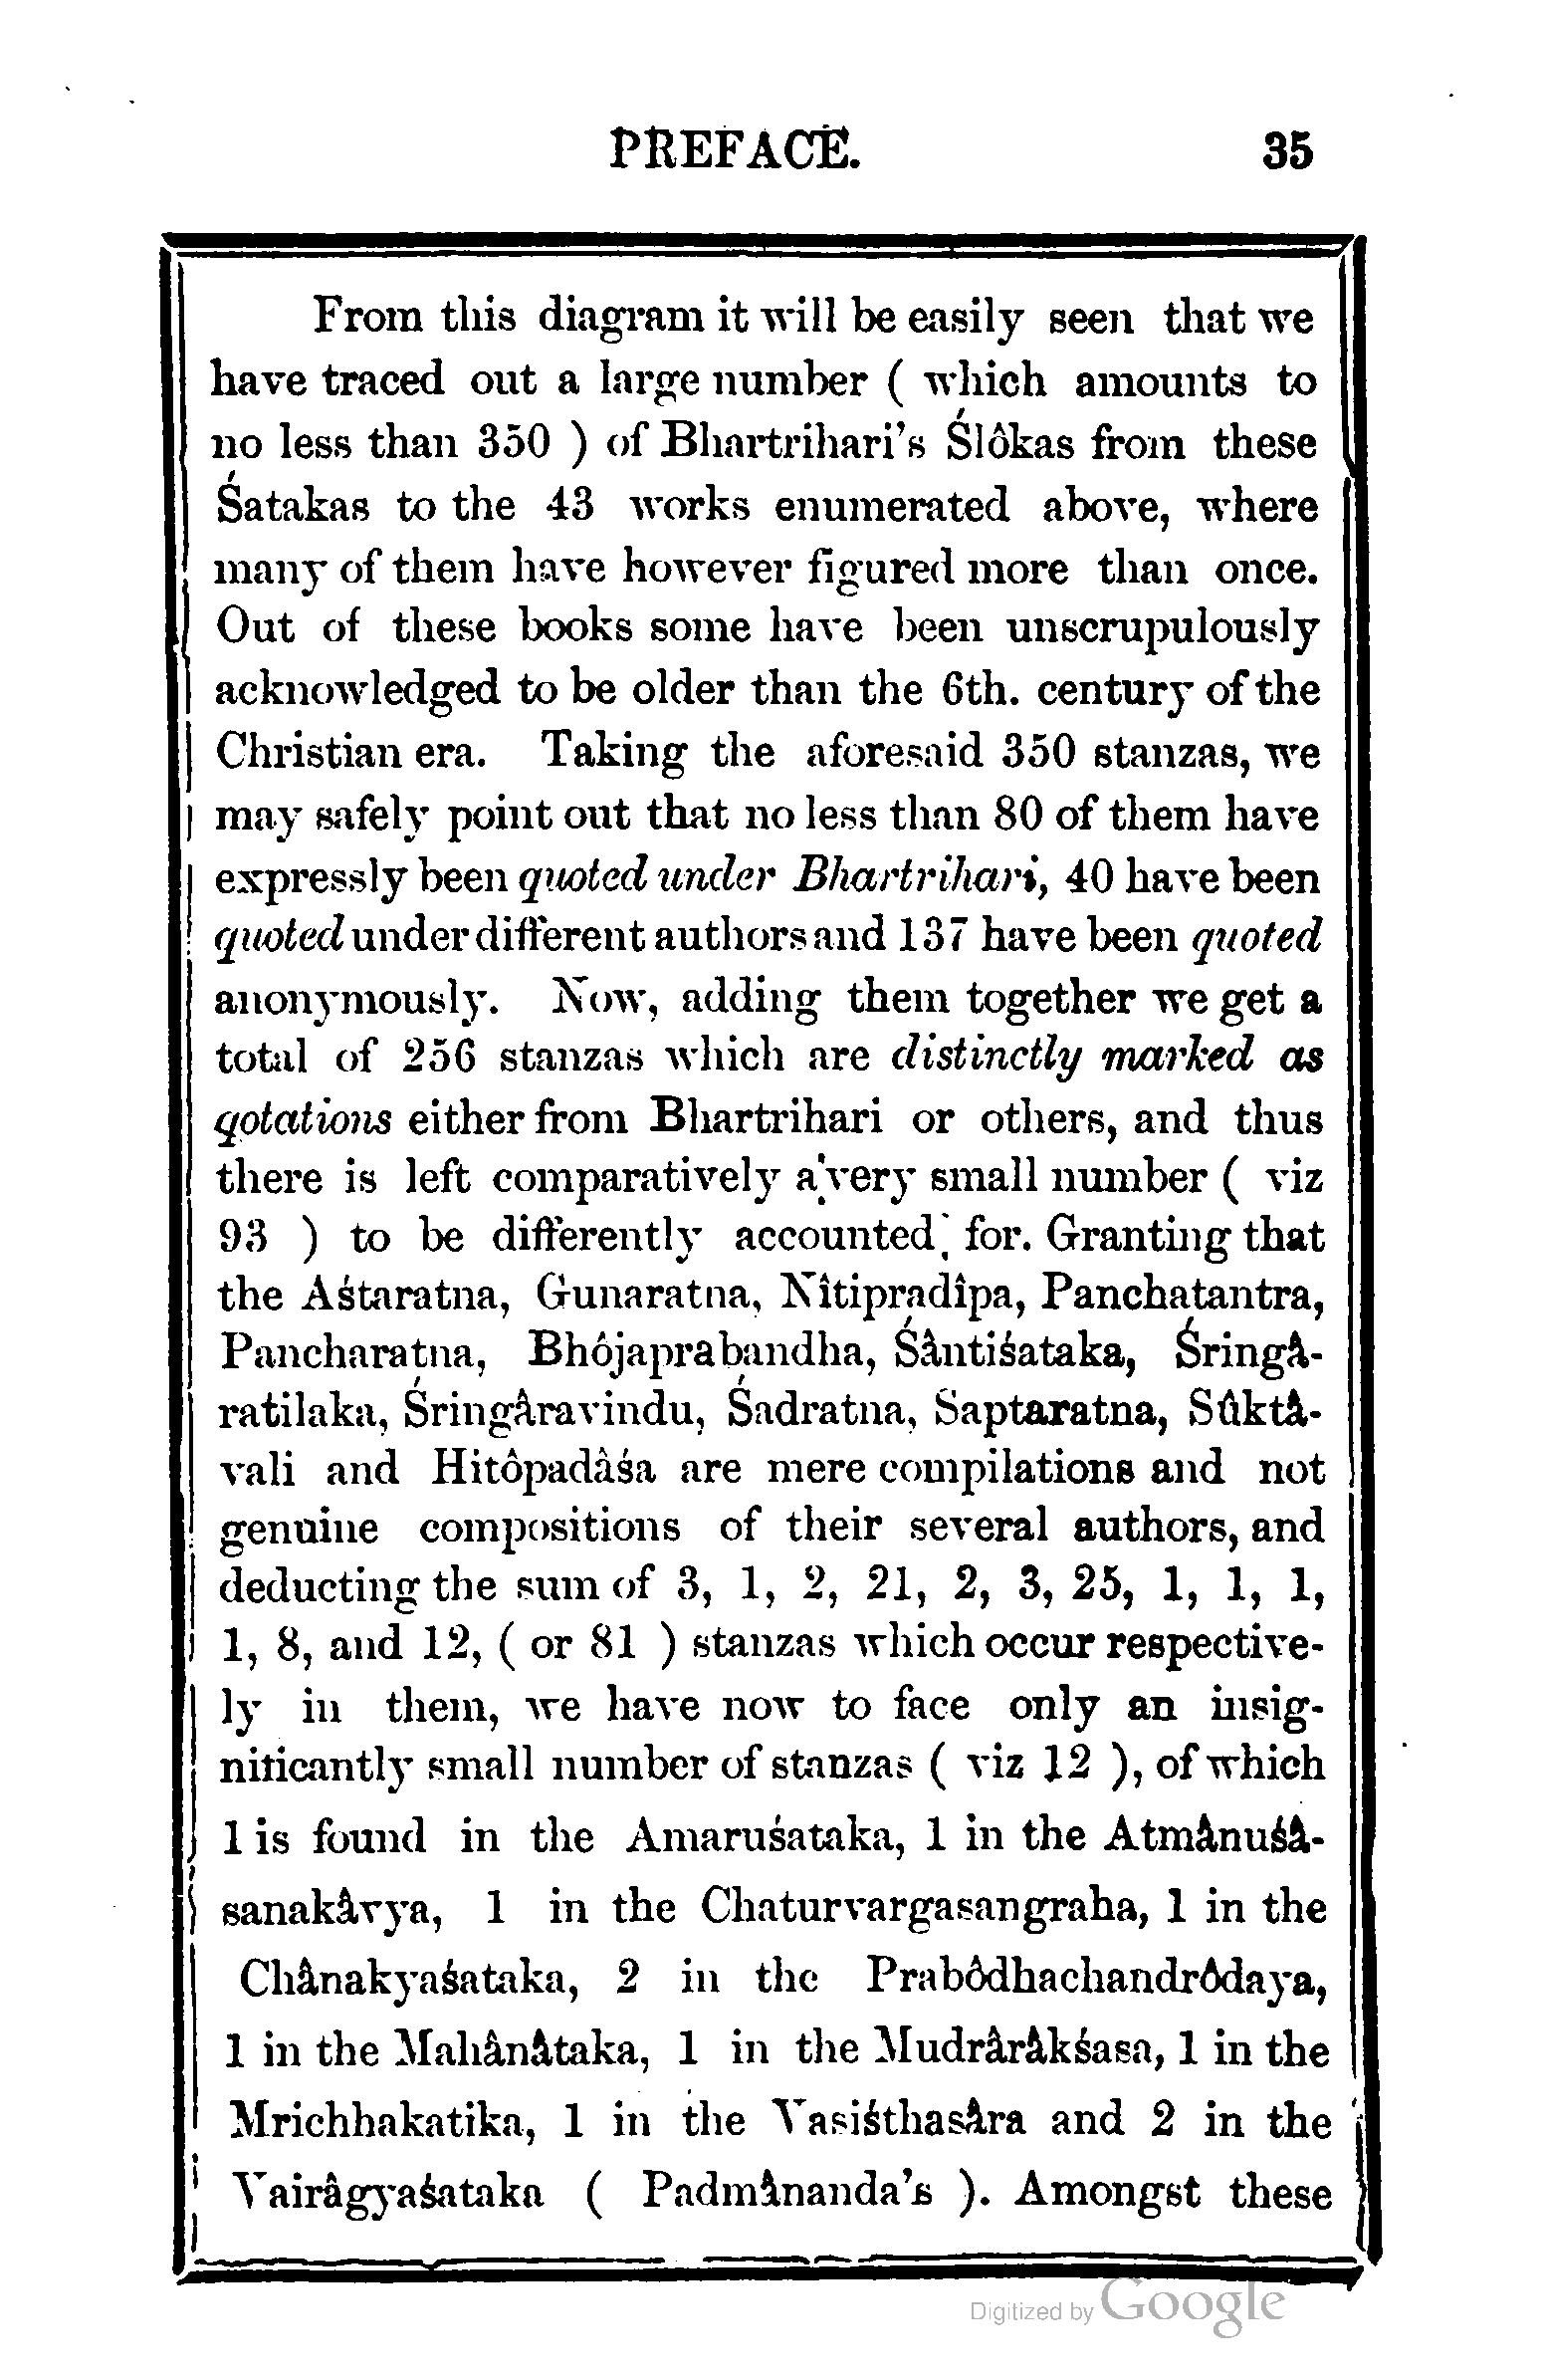 PREFACE. 35
From this diagram it will be easily seen that we
have traced out a large number ( which amounts to
no less than 350 ) of Bhartrihari's Ślôkas from these
Śatakas to the 43 works enumerated above, where
many of them have however figured more than once.
Out of these books some have been unscrupulously
acknowledged to be older than the 6th. century of the
Christian era. Taking the aforesaid 350 stanzas, we
may safely point out that no less than 80 of them have
expressly been quoted under Bhartrihari, 40 have been
quoted under different authors and 137 have been quoted
anonymously. Now, adding them together we get a
total of 256 stanzas which are distinctly marked as
qotations either from Bhartrihari or others, and thus
there is left comparatively a very small number ( viz
93 ) to be differently accounted for. Granting that
the Aśtaratna, Gunaratna, Nîtipradîpa, Panchatantra,
Pancharatna, Bhôjaprabandha, Śântiśataka, Śringâ-
ratilaka, Śringâravindu, Śadratna, Saptaratna, Sûktâ-
vali and Hitôpadâśa are mere compilations and not
genuine compositions of their several authors, and
deducting the sum of 3, 1, 2, 21, 2, 3, 25, 1, 1, 1,
1, 8, and 12, ( or 81 ) stanzas which occur respective-
ly in them, we have now to face only an insig-
nificantly small number of stanzas ( viz 12 ), of which
1 is found in the Amaruśataka, 1 in the Atmânuśâ-
sanakâvya, 1 in the Chaturvargasangraha, 1 in the
Chânakyaśataka, 2 in the Prabôdhachandrôdaya,
1 in the Mahânâtaka, 1 in the Mudrârâkśasa, 1 in the
Mrichhakatika, 1 in the Vasiśthasâra and 2 in the
Vairâgyaśataka ( Padmânanda's ). Amongst these
Digitized by Google